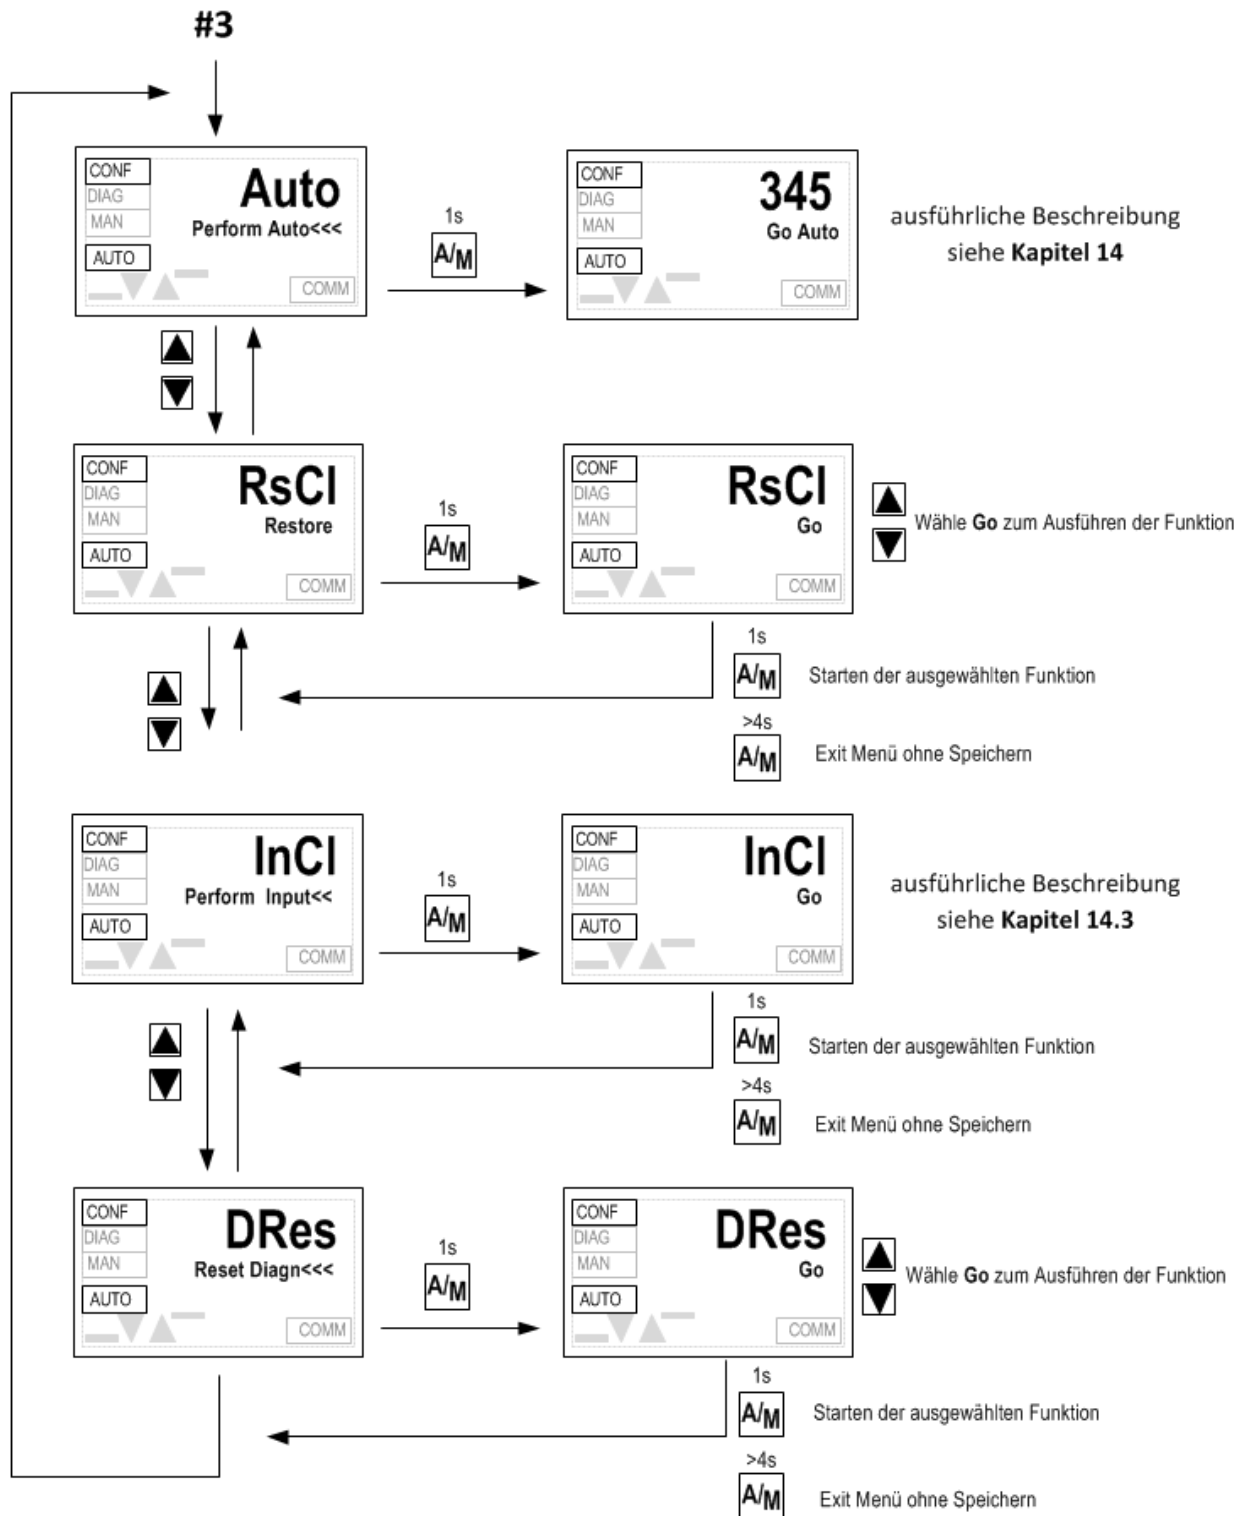 #3
CONF
DIAG
MAN
AUTO
Auto
Perform Auto<<<
COMM
1s
A/M
CONF
DIAG
MAN
AUTO
345
Go Auto
COMM
ausführliche Beschreibung
siehe Kapitel 14
CONF
DIAG
MAN
AUTO
RsCl
Restore
COMM
1s
A/M
CONF
DIAG
MAN
AUTO
RsCl
Go
COMM
Wähle Go zum Ausführen der Funktion
1s
A/M
Starten der ausgewählten Funktion
>4s
A/M
Exit Menü ohne Speichern
CONF
DIAG
MAN
AUTO
InCl
Perform Input<<
COMM
1s
A/M
CONF
DIAG
MAN
AUTO
InCl
Go
COMM
ausführliche Beschreibung
siehe Kapitel 14.3
1s
A/M
Starten der ausgewählten Funktion
>4s
A/M
Exit Menü ohne Speichern
CONF
DIAG
MAN
AUTO
DRes
Reset Diagn<<<
COMM
1s
A/M
CONF
DIAG
MAN
AUTO
DRes
Go
COMM
Wähle Go zum Ausführen der Funktion
1s
A/M
Starten der ausgewählten Funktion
>4s
A/M
Exit Menü ohne Speichern